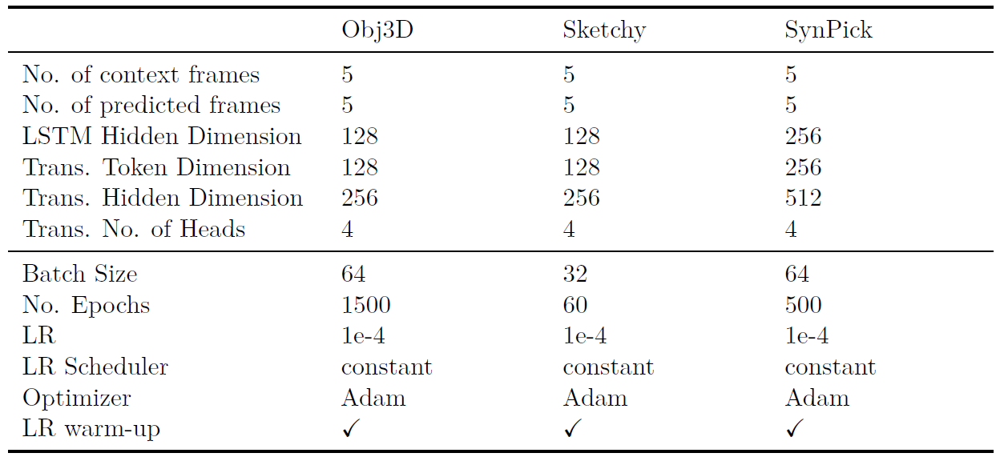 Obj3D Sketchy SynPick
No. of context frames 5 5 5
No. of predicted frames 5 5 5
LSTM Hidden Dimension 128 128 256
Trans. Token Dimension 128 128 256
Trans. Hidden Dimension 256 256 512
Trans. No. of Heads 4 4 4
Batch Size 64 32 64
No. Epochs 1500 60 500
LR 1e-4 1e-4 1e-4
LR Scheduler constant constant constant
Optimizer Adam Adam Adam
LR warm-up ✓ ✓ ✓